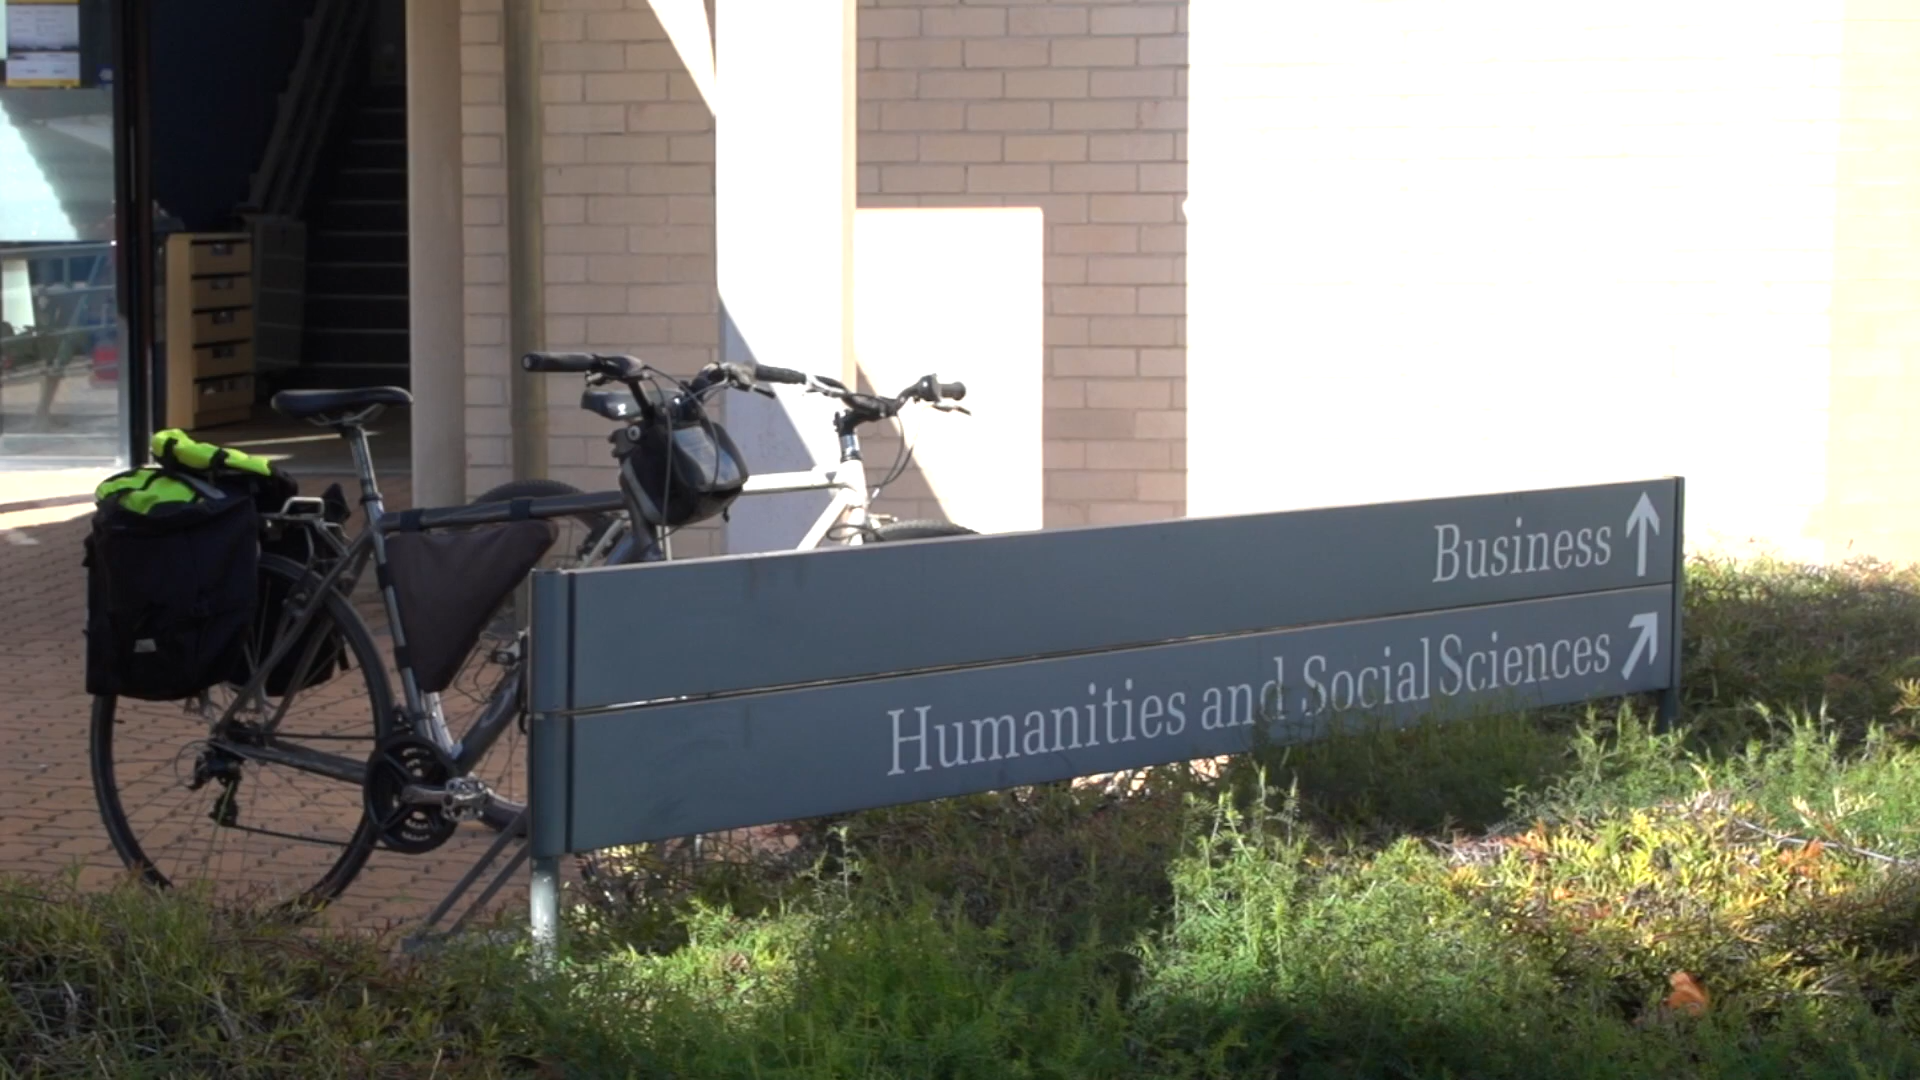 Business ↑
Humanities and Social Sciences ↗